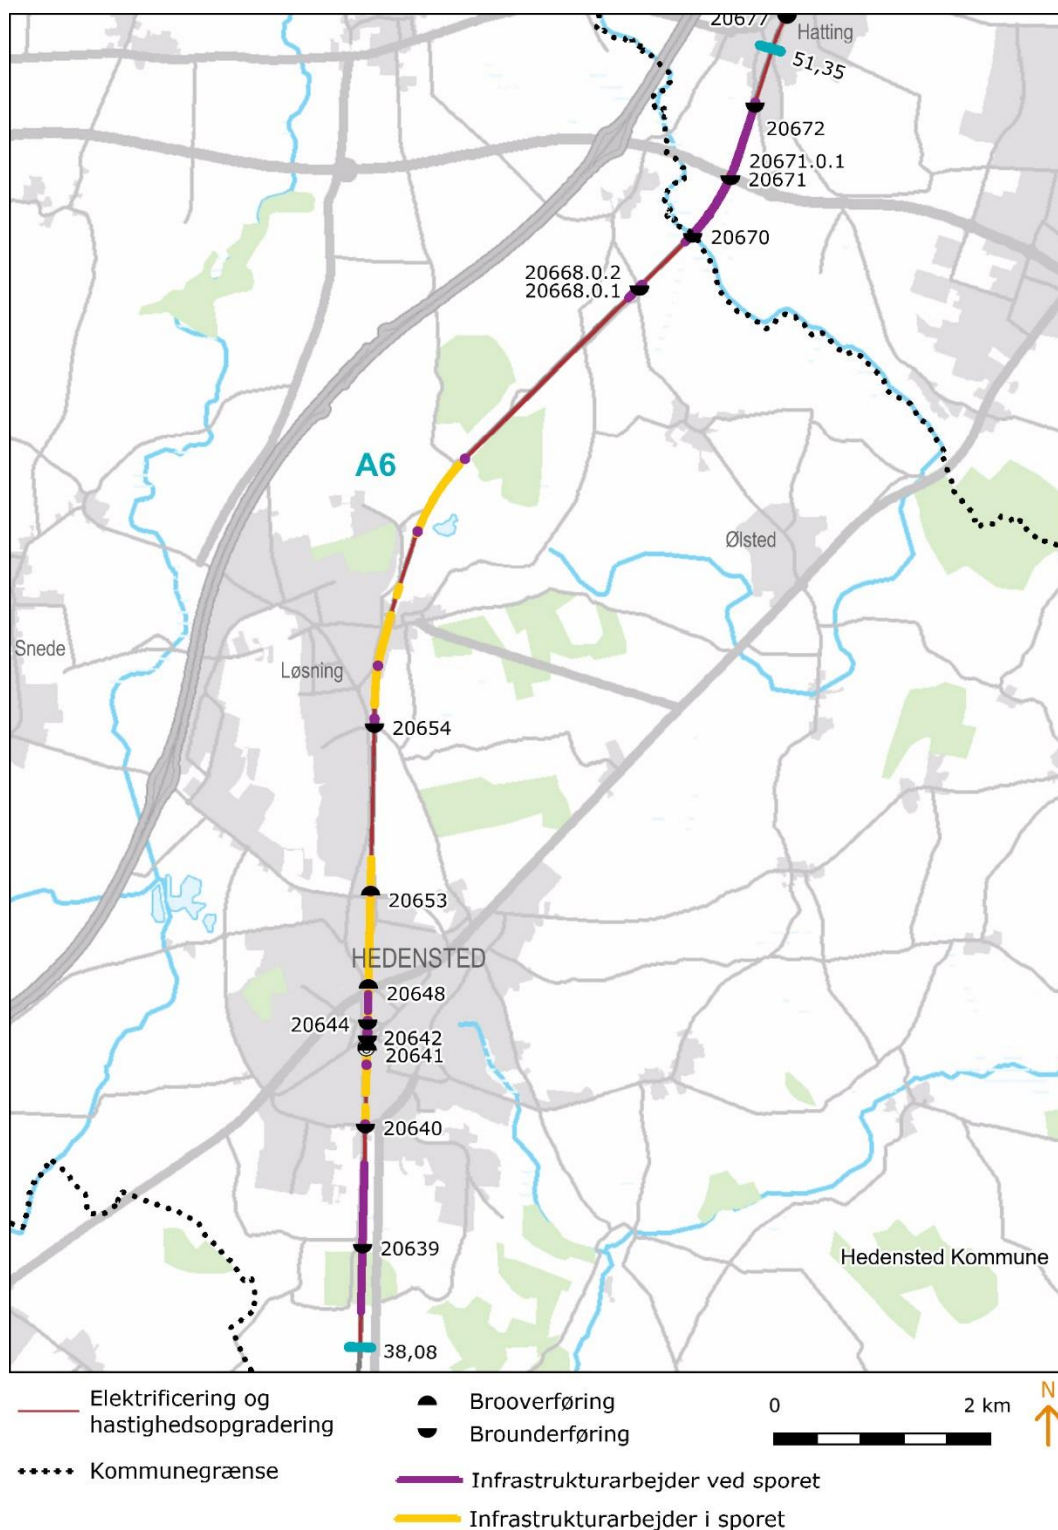 20677
Hatting
51,35
20672
20671.0.1
20671
20670
20668.0.2
20668.0.1
A6
Ølsted
Snede
Løsning
20654
20653
HEDENSTED
20648
20644
20642
20641
20640
20639
Hedensted Kommune
38,08
Elektrificering og
hastighedsopgradering
Kommunegrænse
Brooverføring
Brounderføring
Infrastrukturarbejder ved sporet
Infrastrukturarbejder i sporet
0 2 km
N